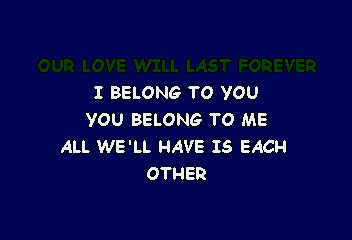 OUR LOVE WILL LAST FOREVER
I BELONG TO YOU
YOU BELONG TO ME
ALL WE'LL HAVE IS EACH
OTHER